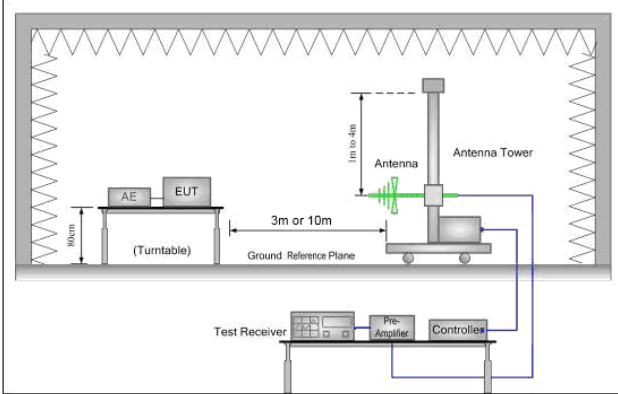 1m to 4m
Antenna
Antenna Tower
AE
EUT
80cm
(Turntable)
3m or 10m
Ground Reference Plane
Test Receiver
Pre-
Amplifier
Controller